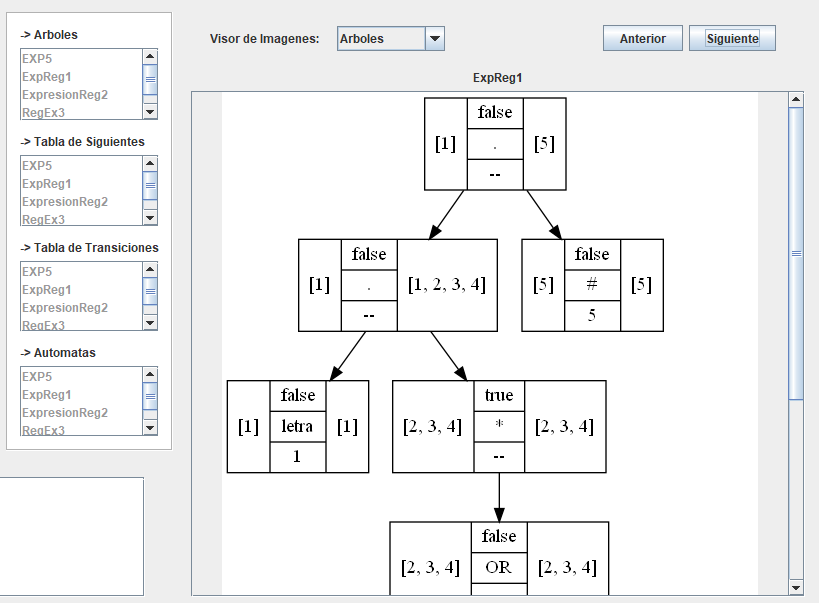 -> Arboles
EXP5
ExpReg1
ExpresionReg2
RegEx3
-> Tabla de Siguientes
EXP5
ExpReg1
ExpresionReg2
RegEx3
-> Tabla de Transiciones
EXP5
ExpReg1
ExpresionReg2
RegEx3
-> Automatas
EXP5
ExpReg1
ExpresionReg2
RegEx3
Visor de Imagenes: Arboles Anterior Siguiente
ExpReg1
false
[1] . [5]
--
false false
[1] . [1, 2, 3, 4] [5] # [5]
-- 5
false true
[1] letra [1] [2, 3, 4] * [2, 3, 4]
1 --
false
[2, 3, 4] OR [2, 3, 4]